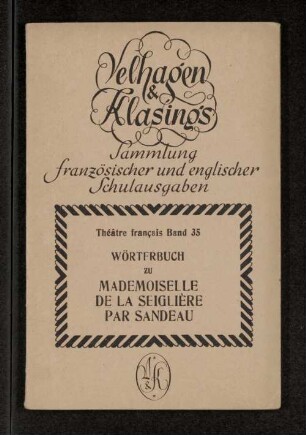 Velhagen
&
Klasings
Sammlung
französischer und englischer
Schulausgaben
Théâtre français Band 35
WÖRTERBUCH
zu
MADEMOISELLE
DE LA SEIGLIÈRE
PAR SANDEAU
V
&K